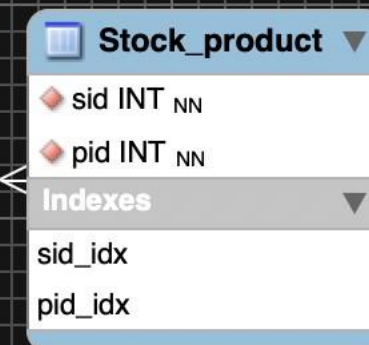 Stock_product
sid INT NN
pid INT NN
Indexes
sid_idx
pid_idx